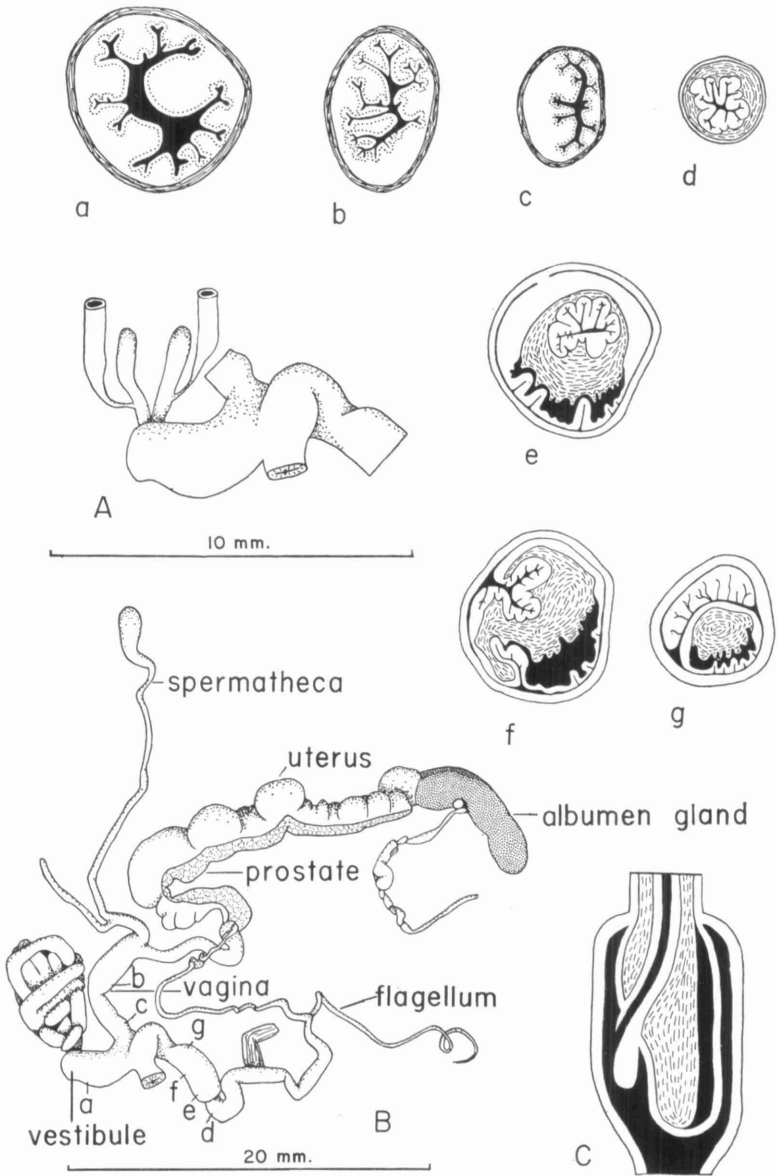 a
b
c
d
e
A
10 mm.
f
g
spermatheca
uterus
albumen gland
prostate
b
vagina
c
flagellum
g
f
a
e
d
B
vestibule
C
20 mm.